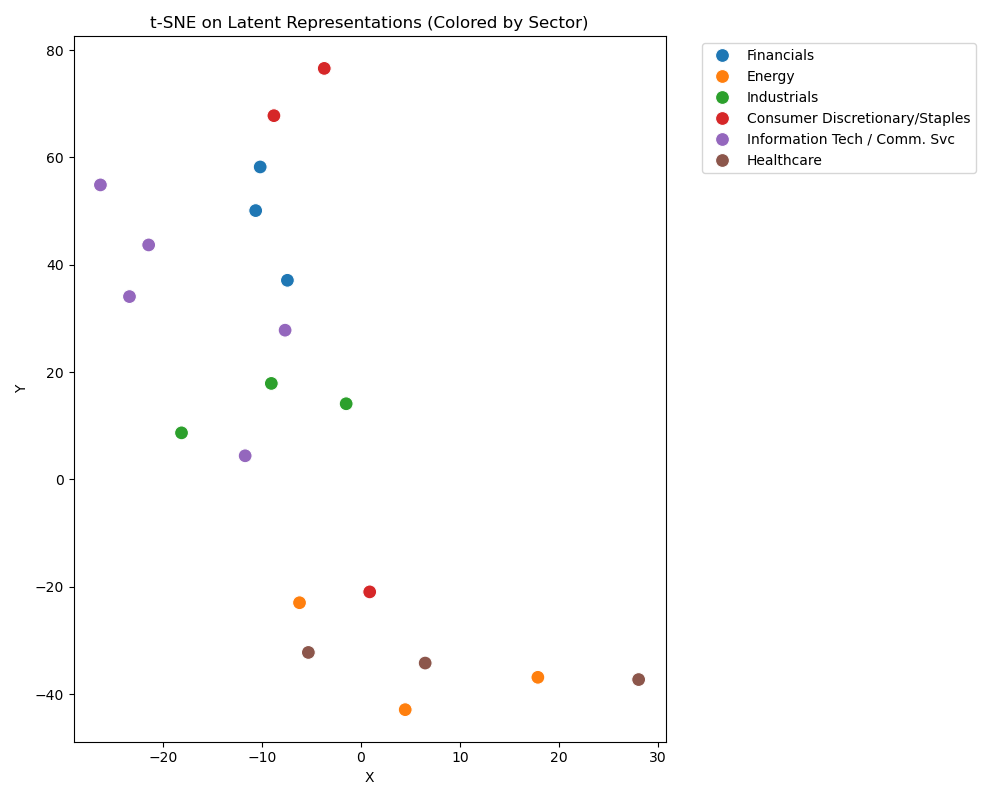 t-SNE on Latent Representations (Colored by Sector)
Financials
Energy
Industrials
Consumer Discretionary/Staples
Information Tech / Comm. Svc
Healthcare
80
60
40
20
0
−20
−40
Y
−20 −10 0 10 20 30
X